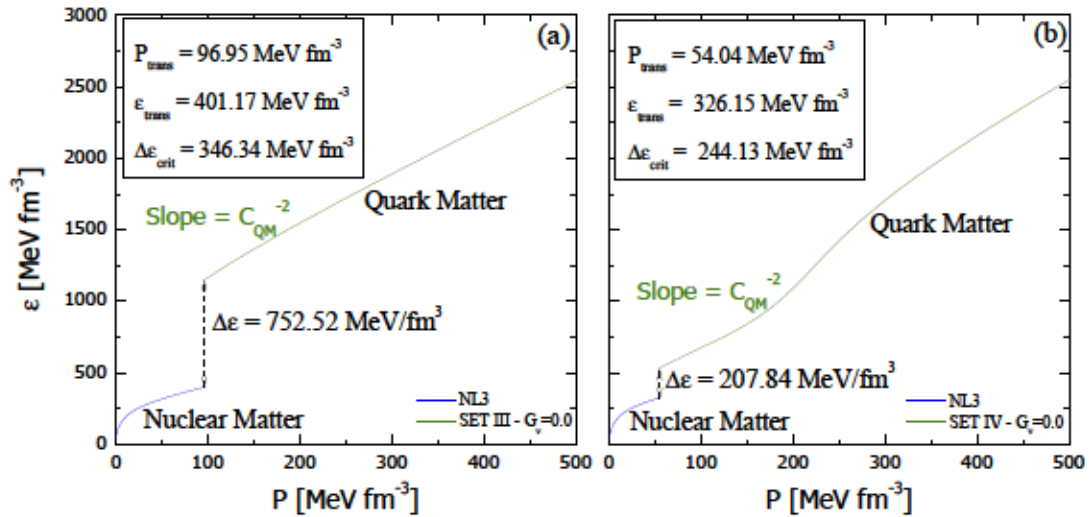 (a)
P_trans = 96.95 MeV fm⁻³
ε_trans = 401.17 MeV fm⁻³
Δε_crit = 346.34 MeV fm⁻³
Slope = C_QM⁻²
Quark Matter
Δε = 752.52 MeV/fm³
Nuclear Matter
NL3
SET III - G_v=0.0
3000
2500
2000
1500
1000
500
0
ε [MeV fm⁻³]
0 100 200 300 400 500
P [MeV fm⁻³]
(b)
P_trans = 54.04 MeV fm⁻³
ε_trans = 326.15 MeV fm⁻³
Δε_crit = 244.13 MeV fm⁻³
Quark Matter
Slope = C_QM⁻²
Δε = 207.84 MeV/fm³
Nuclear Matter
NL3
SET IV - G_v=0.0
0 100 200 300 400 500
P [MeV fm⁻³]